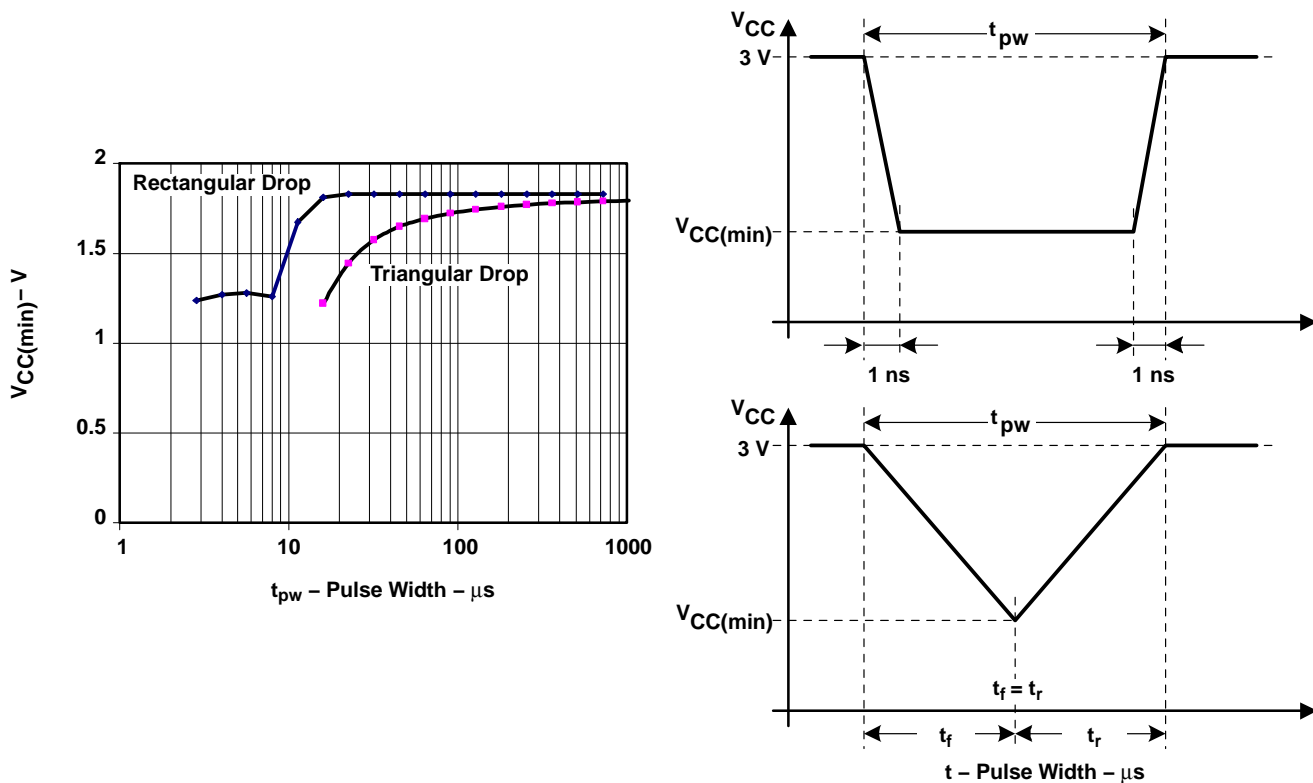 2
1.5
1
0.5
0
V CC(min) – V
Rectangular Drop
Triangular Drop
1
10
100
1000
tpw – Pulse Width – μs
VCC
3 V
VCC(min)
tpw
1 ns
1 ns
VCC
3 V
VCC(min)
tpw
tf = tr
tf
tr
t – Pulse Width – μs